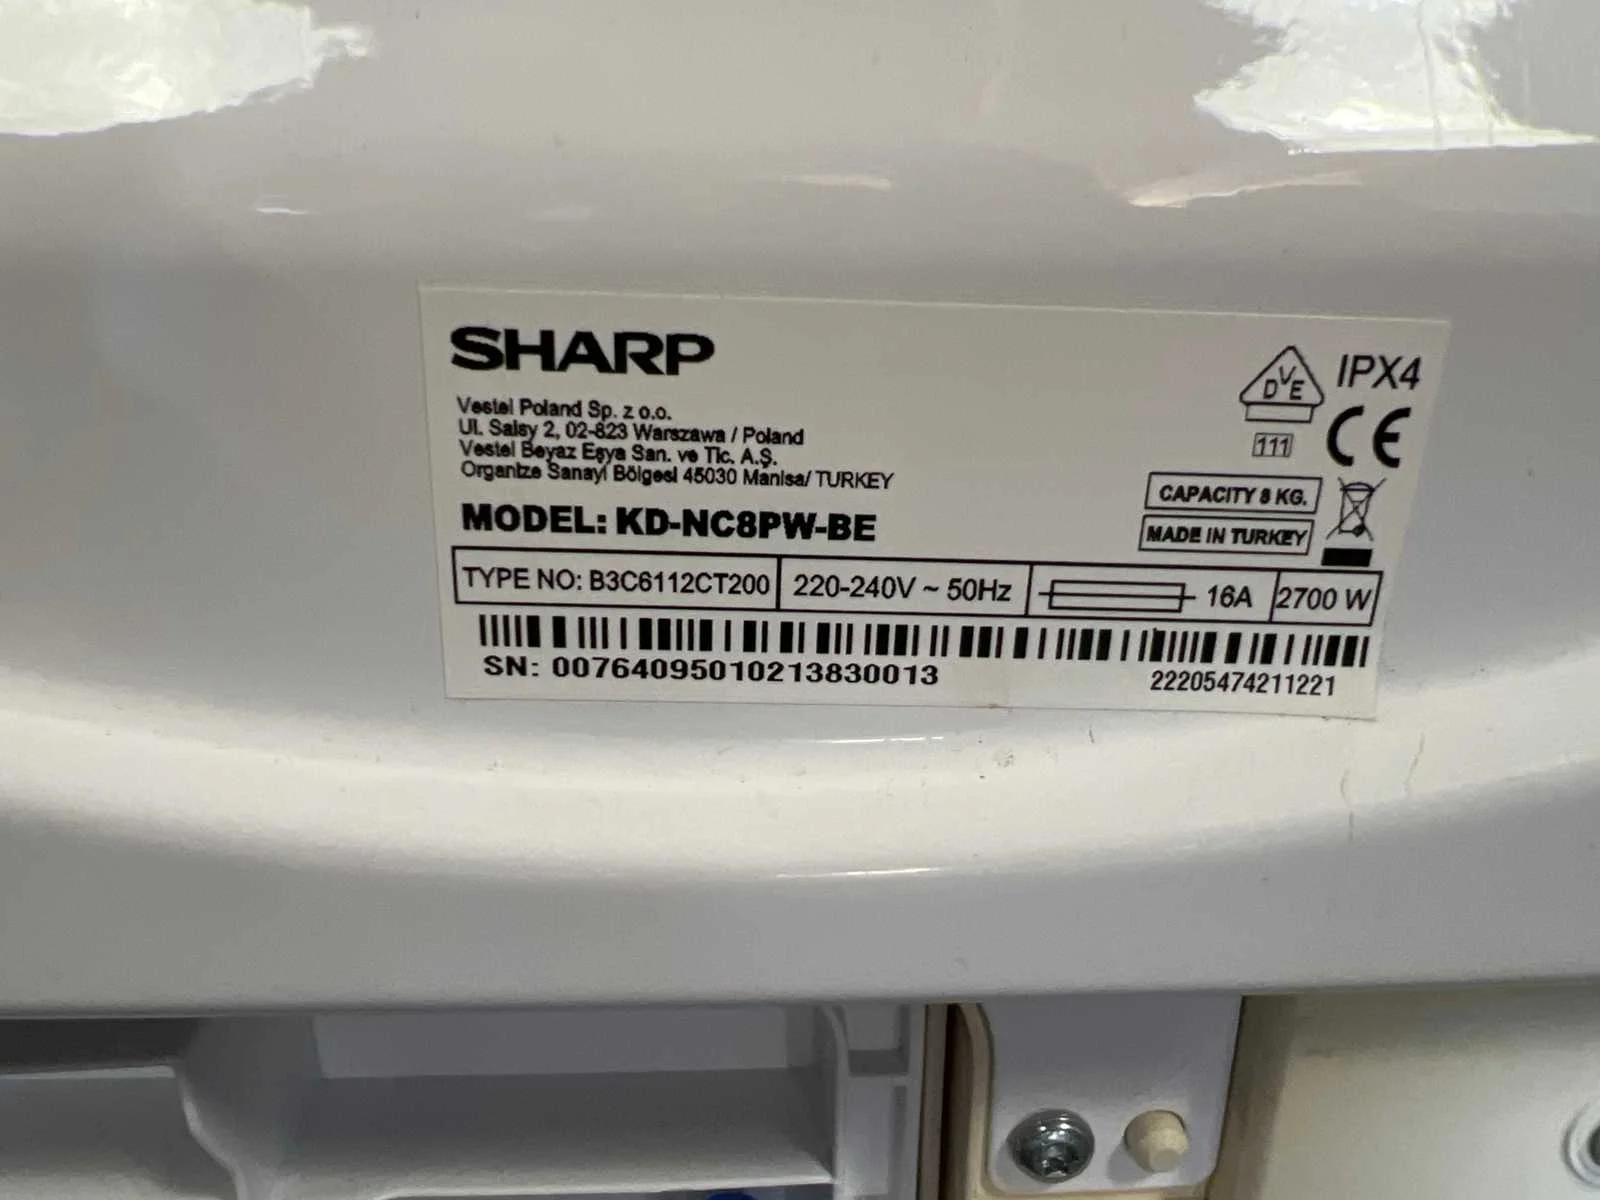 SHARP
Vestel Poland Sp. z o.o.
Ul. Salsy 2, 02-823 Warszawa / Poland
Vestel Beyaz Eşya San. ve Tic. A.Ş.
Organize Sanayi Bölgesi 45030 Manisa/ TURKEY
MODEL: KD-NC8PW-BE
DVE
IPX4
111
CE
CAPACITY 8 KG.
MADE IN TURKEY
TYPE NO: B3C6112CT200
220-240V ~ 50Hz
16A
2700 W
SN: 00764095010213830013
22205474211221